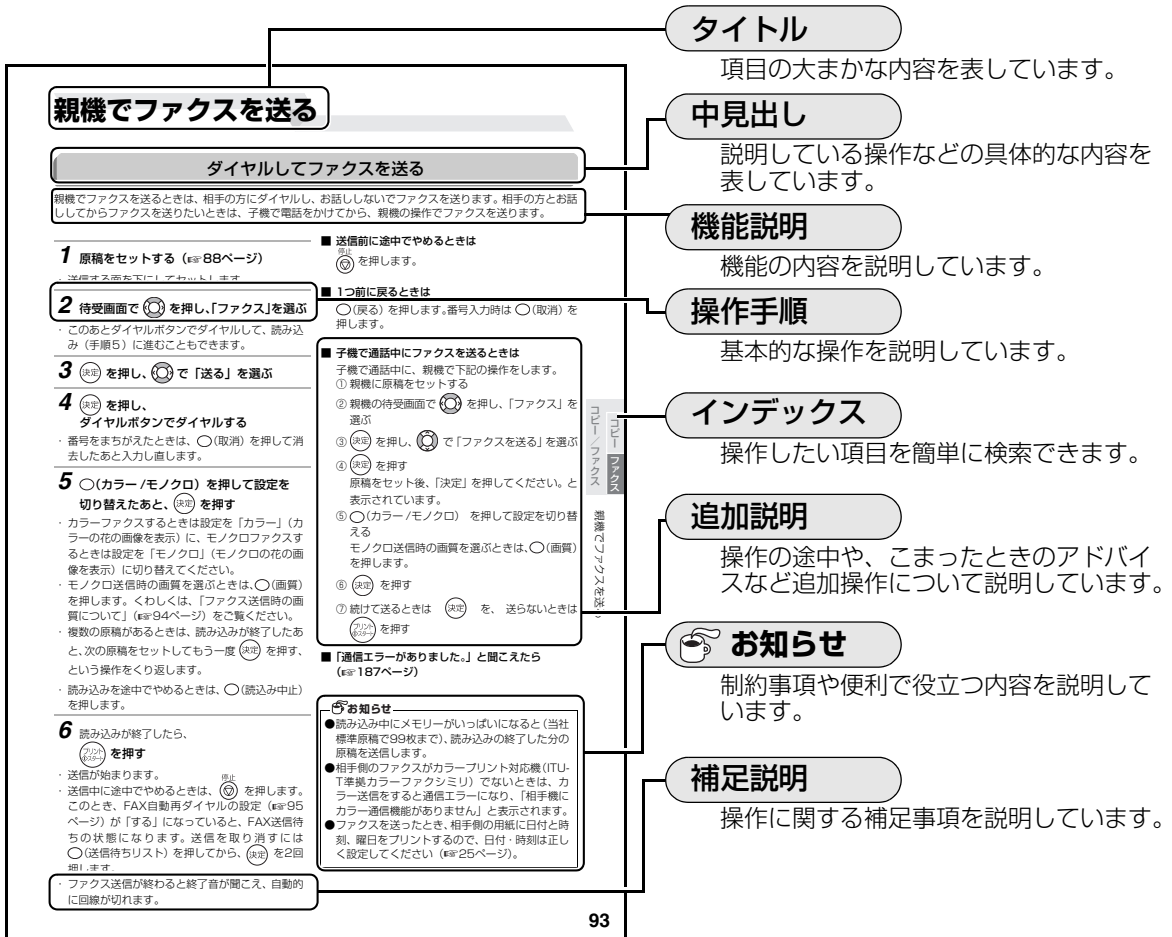 親機でファクスを送る
ダイヤルしてファクスを送る
親機でファクスを送るときは、相手の方にダイヤルし、お話ししないでファクスを送ります。相手の方とお話
ししてからファクスを送りたいときは、子機で電話をかけてから、親機の操作でファクスを送ります。
1 原稿をセットする（☞88ページ）
・ 送信する面を下にしてセットします。
2 待受画面で を押し、「ファクス」を選ぶ
・ このあとダイヤルボタンでダイヤルして、読み込
み（手順5）に進むこともできます。
3 決定 を押し、 で「送る」を選ぶ
4 決定 を押し、
ダイヤルボタンでダイヤルする
・ 番号をまちがえたときは、○(取消) を押して消
去したあと入力し直します。
5 ○(カラー/モノクロ) を押して設定を
切り替えたあと、決定 を押す
・ カラーファクスするときは設定を「カラー」（カ
ラーの花の画像を表示）に、モノクロファクスす
るときは設定を「モノクロ」（モノクロの花の画
像を表示）に切り替えてください。
・ モノクロ送信時の画質を選ぶときは、○(画質)
を押します。くわしくは、「ファクス送信時の画
質について」（☞94ページ）をご覧ください。
・ 複数の原稿があるときは、読み込みが終了したあ
と、次の原稿をセットしてもう一度 決定 を押す、
という操作をくり返します。
・ 読み込みを途中でやめるときは、○(読込み中止)
を押します。
6 読み込みが終了したら、
プリント スタート を押す
・ 送信が始まります。
・ 送信中に途中でやめるときは、停止 を押します。
このとき、FAX自動再ダイヤルの設定（☞95
ページ）が「する」になっていると、FAX送信待
ちの状態になります。送信を取り消すには
○(送信待ちリスト) を押してから、決定 を2回
押します。
・ ファクス送信が終わると終了音が聞こえ、自動的
に回線が切れます。
■ 送信前に途中でやめるときは
停止 を押します。
■ 1つ前に戻るときは
○(戻る) を押します。番号入力時は ○(取消) を
押します。
■ 子機で通話中にファクスを送るときは
子機で通話中に、親機で下記の操作をします。
① 親機に原稿をセットする
② 親機の待受画面で を押し、「ファクス」を
選ぶ
③ 決定 を押し、 で「ファクスを送る」を選ぶ
④ 決定 を押す
原稿をセット後、「決定」を押してください。と
表示されています。
⑤ ○(カラー/モノクロ) を押して設定を切り替
える
モノクロ送信時の画質を選ぶときは、○(画質)
を押します。
⑥ 決定 を押す
⑦ 続けて送るときは 決定 を、 送らないときは
プリント スタート を押す
■「通信エラーがありました。」と聞こえたら
（☞187ページ）
お知らせ
●読み込み中にメモリーがいっぱいになると(当社
標準原稿で99枚まで)、読み込みの終了した分の
原稿を送信します。
●相手側のファクスがカラープリント対応機(ITU-
T準拠カラーファクシミリ) でないときは、カ
ラー送信をすると通信エラーになり、「相手機に
カラー通信機能がありません」と表示されます。
●ファクスを送ったとき、相手側の用紙に日付と時
刻、曜日をプリントするので、日付・時刻は正し
く設定してください（☞25ページ）。
コピー／ファクス
コピー
ファクス
親機でファクスを送
93
タイトル
項目の大まかな内容を表しています。
中見出し
説明している操作などの具体的な内容を
表しています。
機能説明
機能の内容を説明しています。
操作手順
基本的な操作を説明しています。
インデックス
操作したい項目を簡単に検索できます。
追加説明
操作の途中や、こまったときのアドバイ
スなど追加操作について説明しています。
お知らせ
制約事項や便利で役立つ内容を説明して
います。
補足説明
操作に関する補足事項を説明しています。